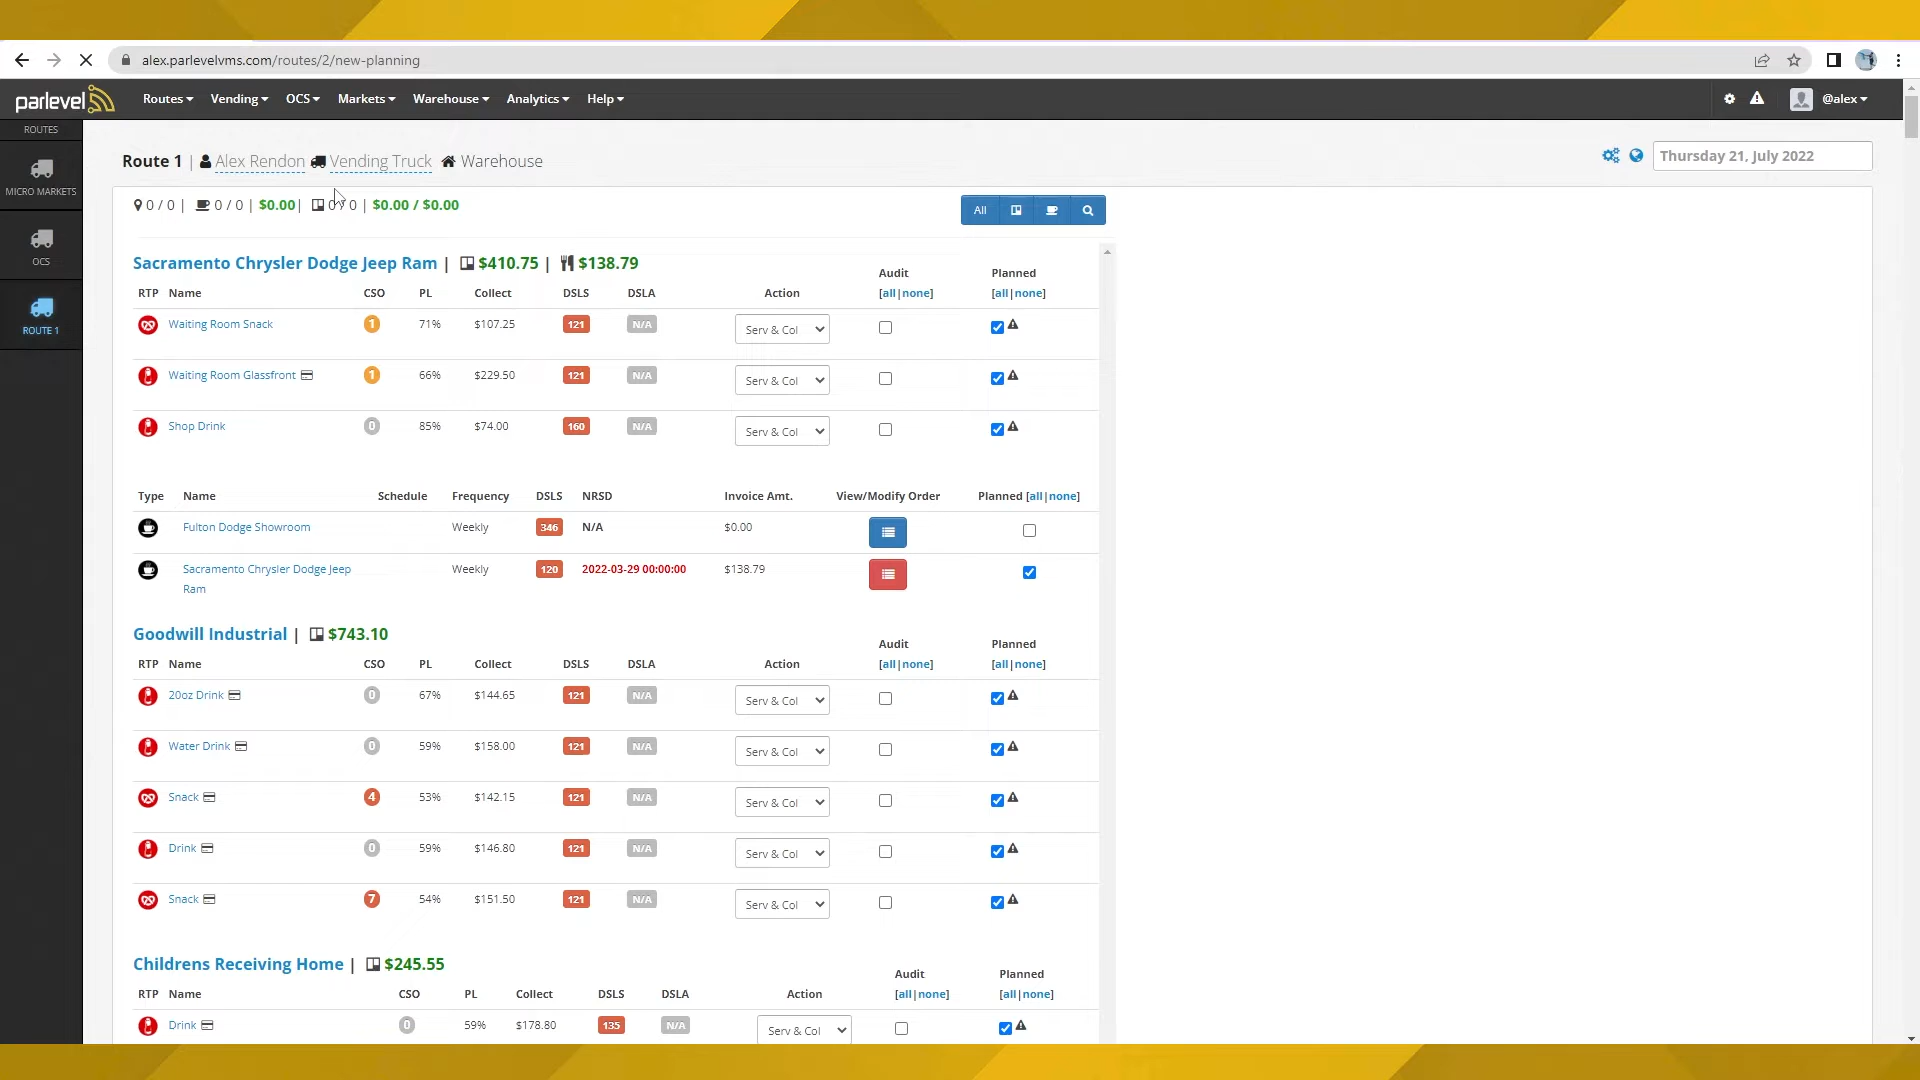 alex.parlevelvms.com/routes/2/new-planning
parlevel Routes Vending OCS Markets Warehouse Analytics Help @alex
ROUTES
MICRO MARKETS
OCS
ROUTE 1
Route 1 | Alex Rendon Vending Truck Warehouse Thursday 21, July 2022
0 / 0 | 0 / 0 | $0.00 | 0 / 0 | $0.00 / $0.00 All
Sacramento Chrysler Dodge Jeep Ram | $410.75 | $138.79
RTP Name CSO PL Collect DSLS DSLA Action Audit [all|none] Planned [all|none]
Waiting Room Snack 1 71% $107.25 121 N/A Serv & Col
Waiting Room Glassfront 1 66% $229.50 121 N/A Serv & Col
Shop Drink 0 85% $74.00 160 N/A Serv & Col
Type Name Schedule Frequency DSLS NRSD Invoice Amt. View/Modify Order Planned [all|none]
Fulton Dodge Showroom Weekly 346 N/A $0.00
Sacramento Chrysler Dodge Jeep Weekly 120 2022-03-29 00:00:00 $138.79
Ram
Goodwill Industrial | $743.10
RTP Name CSO PL Collect DSLS DSLA Action Audit [all|none] Planned [all|none]
20oz Drink 0 67% $144.65 121 N/A Serv & Col
Water Drink 0 59% $158.00 121 N/A Serv & Col
Snack 4 53% $142.15 121 N/A Serv & Col
Drink 0 59% $146.80 121 N/A Serv & Col
Snack 7 54% $151.50 121 N/A Serv & Col
Childrens Receiving Home | $245.55
RTP Name CSO PL Collect DSLS DSLA Action Audit [all|none] Planned [all|none]
Drink 0 59% $178.80 135 N/A Serv & Col